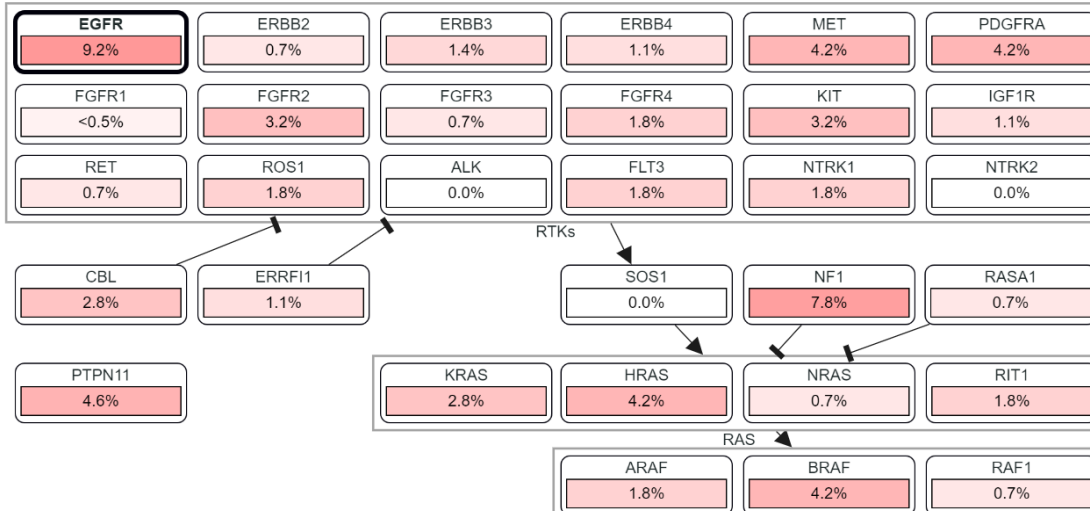 EGFR ERBB2 ERBB3 ERBB4 MET PDGFRA
9.2% 0.7% 1.4% 1.1% 4.2% 4.2%
FGFR1 FGFR2 FGFR3 FGFR4 KIT IGF1R
<0.5% 3.2% 0.7% 1.8% 3.2% 1.1%
RET ROS1 ALK FLT3 NTRK1 NTRK2
0.7% 1.8% 0.0% 1.8% 1.8% 0.0%
RTKs
CBL ERRFI1 SOS1 NF1 RASA1
2.8% 1.1% 0.0% 7.8% 0.7%
PTPN11 KRAS HRAS NRAS RIT1
4.6% 2.8% 4.2% 0.7% 1.8%
RAS
ARAF BRAF RAF1
1.8% 4.2% 0.7%